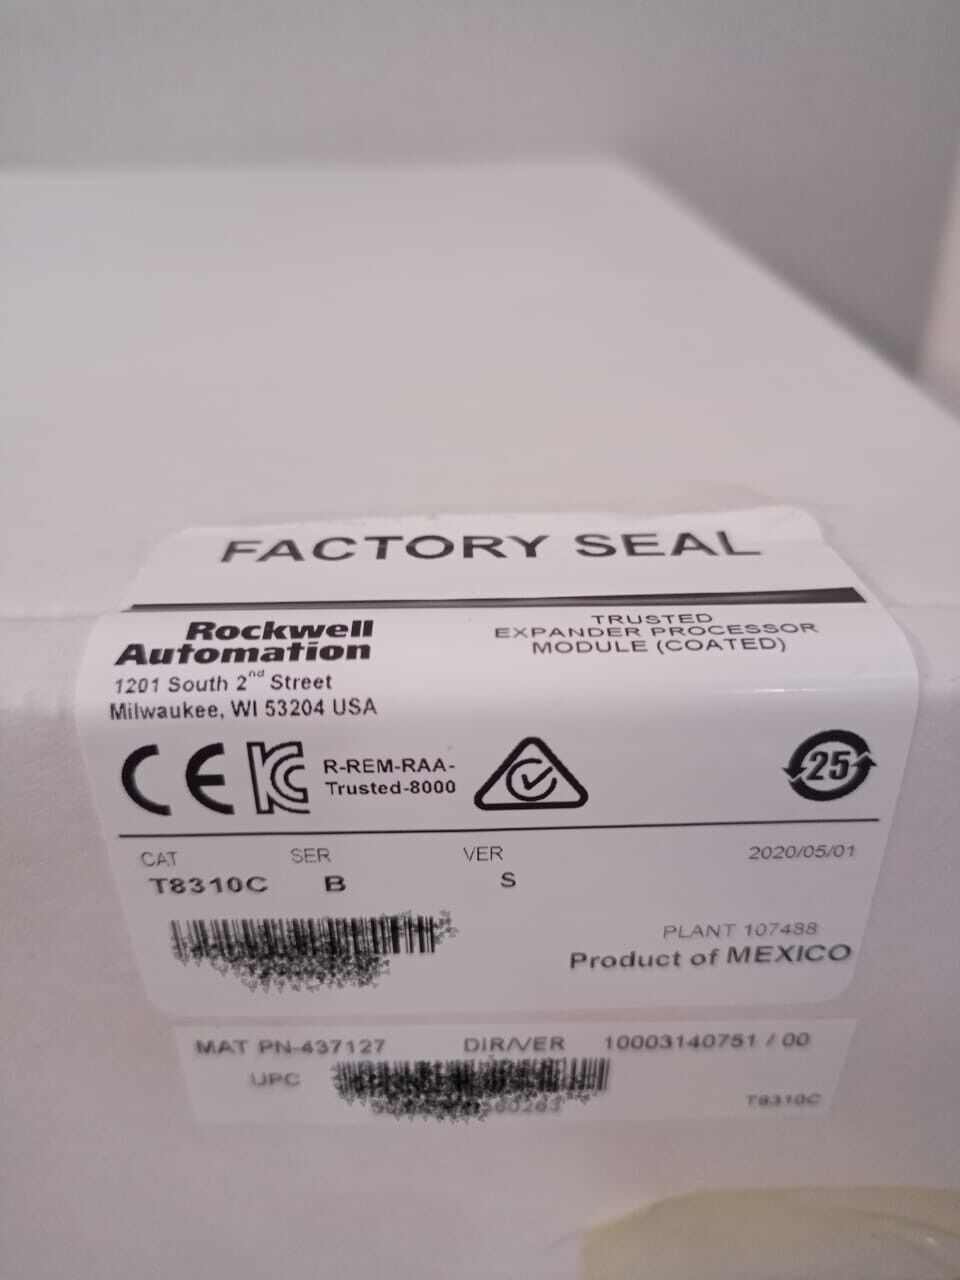 FACTORY SEAL
Rockwell
Automation
1201 South 2nd Street
Milwaukee, WI 53204 USA
TRUSTED
EXPANDER PROCESSOR
MODULE (COATED)
CE
R-REM-RAA-
Trusted-8000
25
CAT SER VER 2020/05/01
T8310C B S
PLANT 107488
Product of MEXICO
MAT PN-437127 DIR/VER 10003140751 / 00
UPC
T8310C